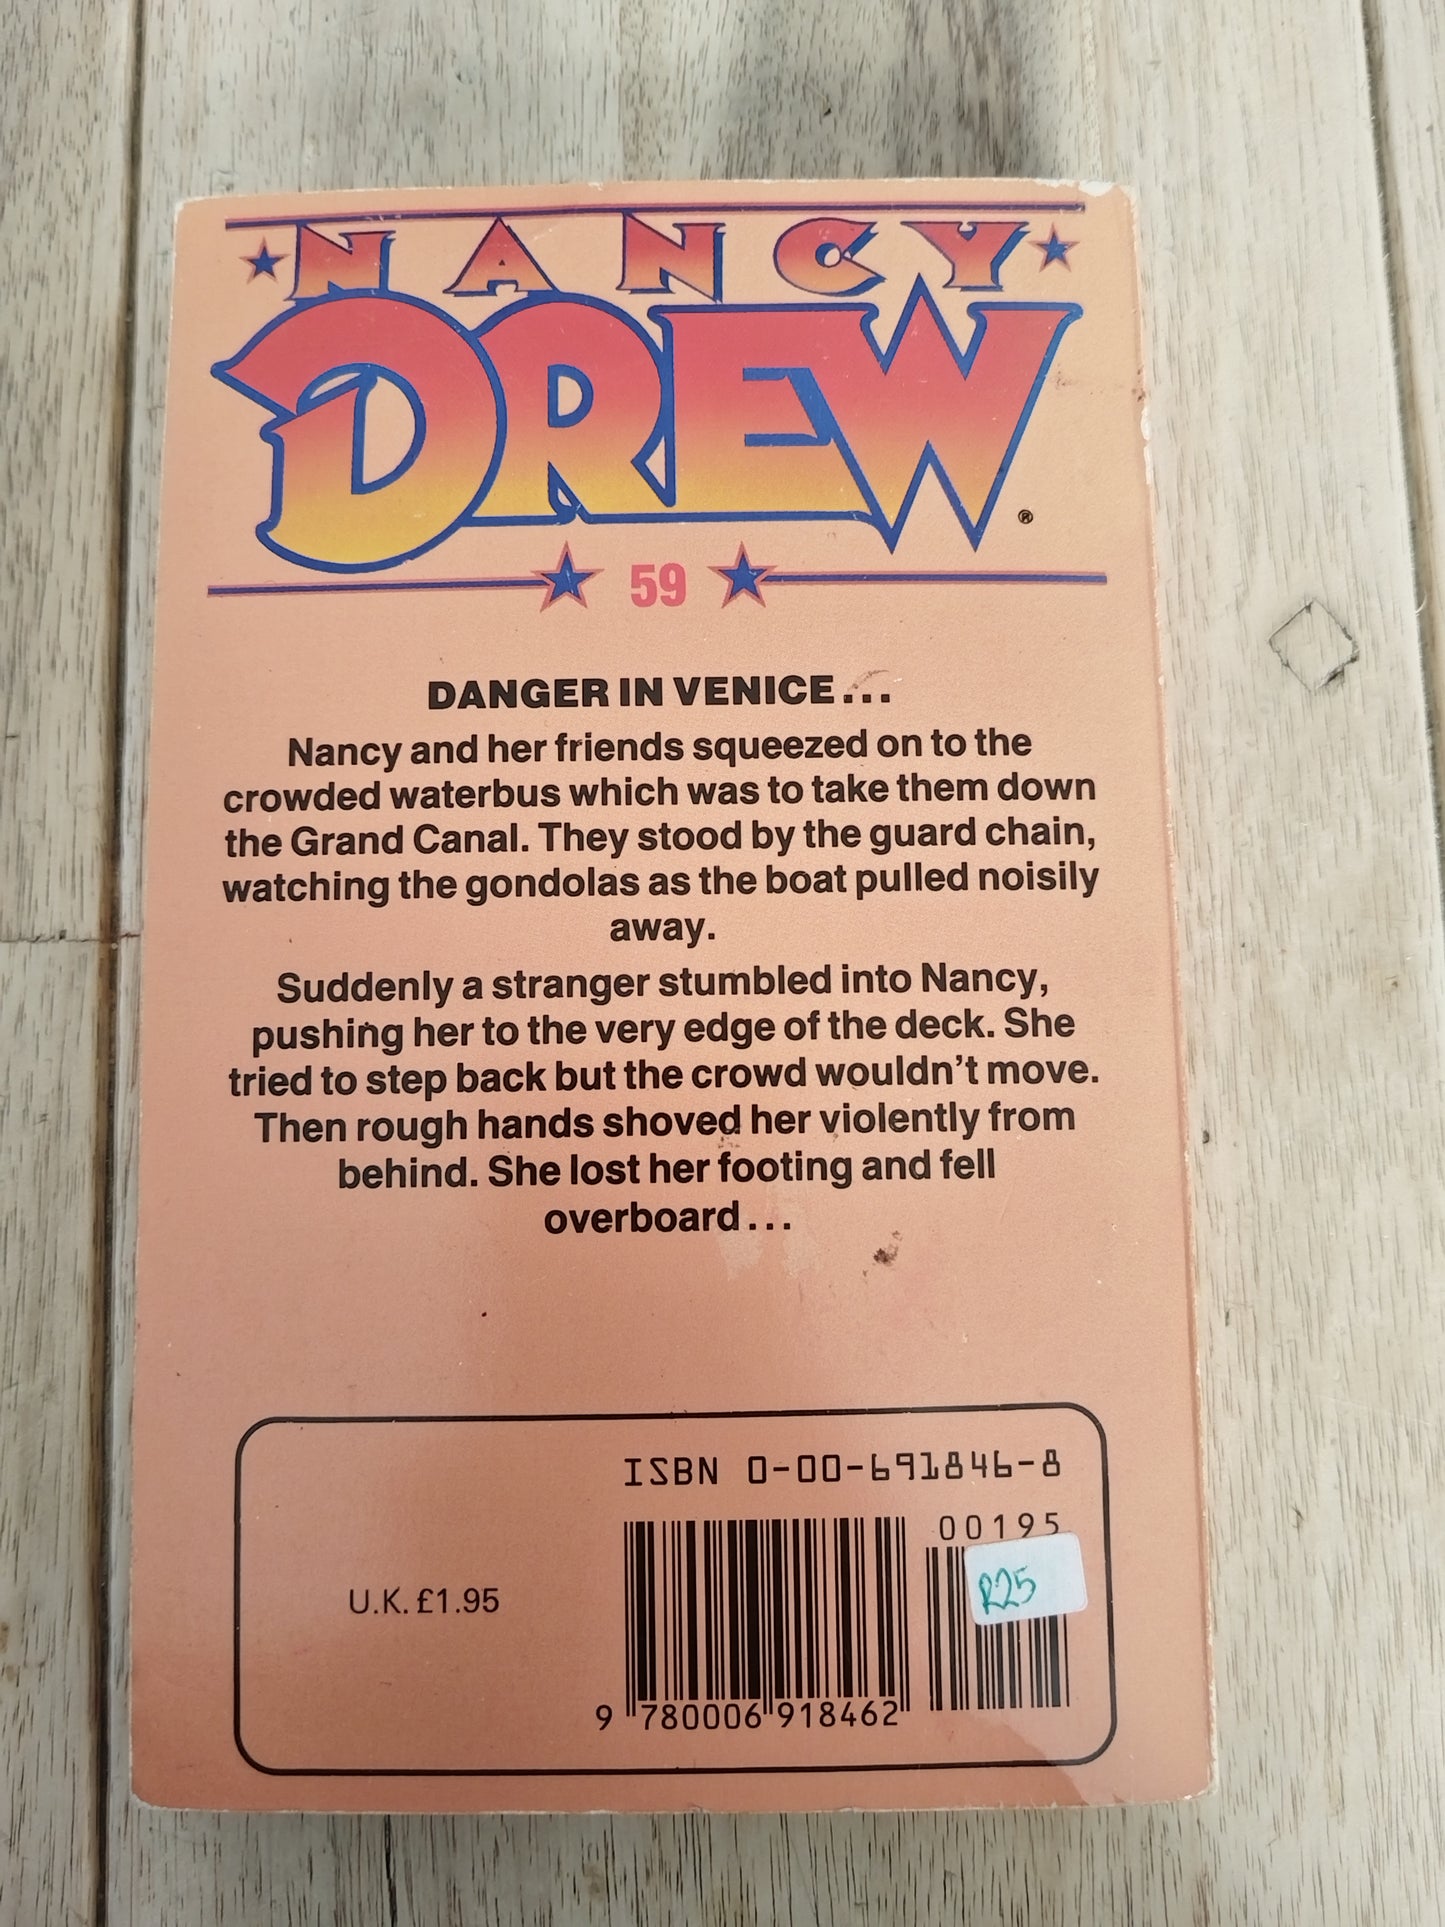 NANCY
DREW®
59
DANGER IN VENICE...
Nancy and her friends squeezed on to the
crowded waterbus which was to take them down
the Grand Canal. They stood by the guard chain,
watching the gondolas as the boat pulled noisily
away.
Suddenly a stranger stumbled into Nancy,
pushing her to the very edge of the deck. She
tried to step back but the crowd wouldn't move.
Then rough hands shoved her violently from
behind. She lost her footing and fell
overboard...
ISBN 0-00-691846-8
00195
R25
U.K. £1.95
9 780006 918462